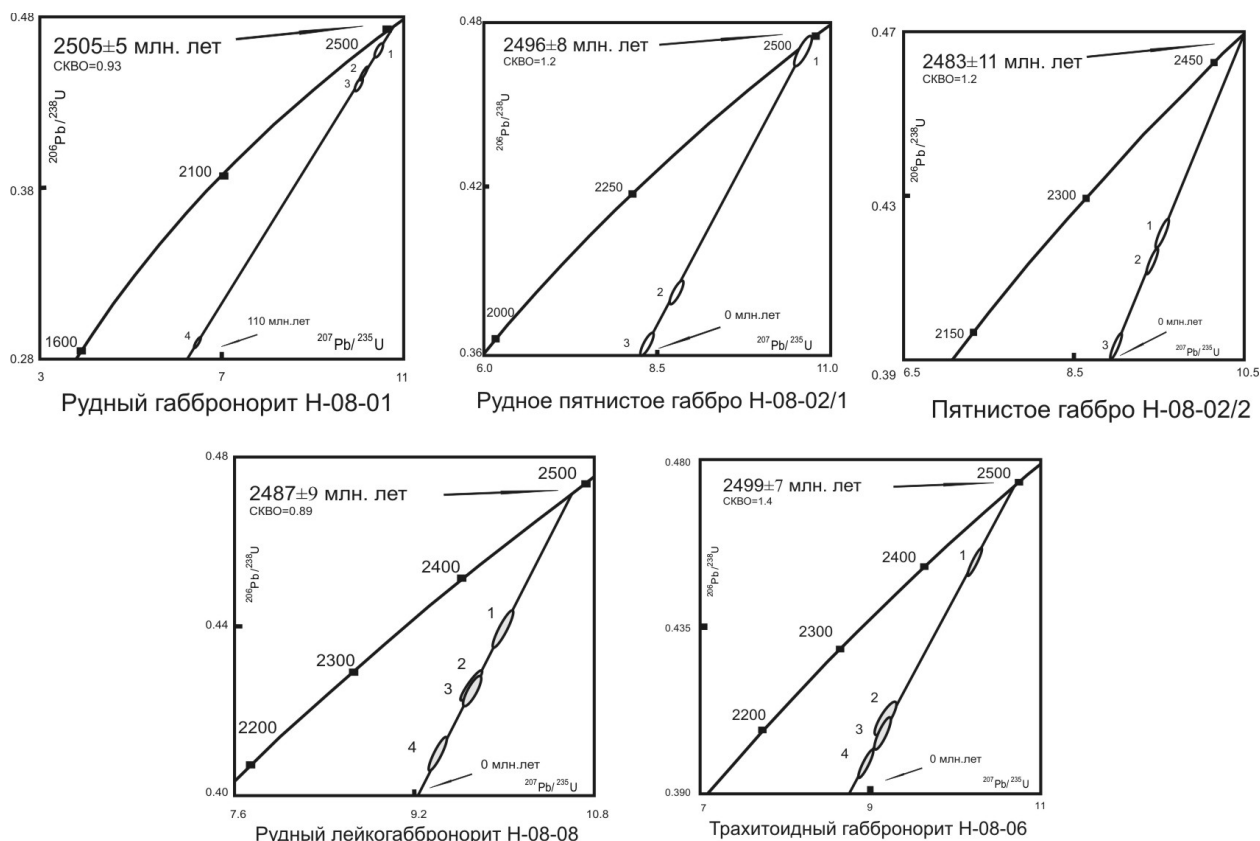 0.48
2505±5 млн. лет
СКВО=0.93
2500
1
2
3
206Pb/238U
2100
0.38
4
110 млн.лет
1600
207Pb/235U
0.28
3
7
11
Рудный габбронорит Н-08-01
0.48
2496±8 млн. лет
СКВО=1.2
2500
1
206Pb/238U
2250
0.42
2
2000
0 млн.лет
3
207Pb/235U
0.36
6.0
8.5
11.0
Рудное пятнистое габбро Н-08-02/1
0.47
2483±11 млн. лет
СКВО=1.2
2450
206Pb/238U
2300
0.43
1
2
2150
0 млн.лет
3
207Pb/235U
0.39
6.5
8.5
10.5
Пятнистое габбро Н-08-02/2
0.48
2500
2487±9 млн. лет
СКВО=0.89
206Pb/238U
2400
0.44
1
2300
2
3
2200
4
0 млн.лет
207Pb/235U
0.40
7.6
9.2
10.8
Рудный лейкогаббронорит Н-08-08
0.480
2500
2499±7 млн. лет
СКВО=1.4
2400
1
206Pb/238U
0.435
2300
2
2200
3
4
0 млн.лет
207Pb/235U
0.390
7
9
11
Трахитоидный габбронорит Н-08-06